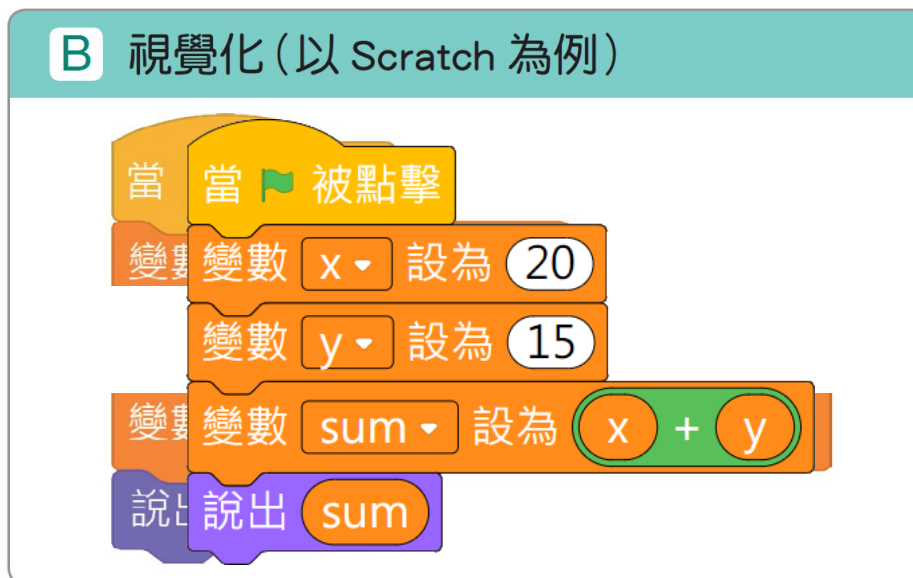 B 視覺化(以 Scratch 為例)
當 當 被點擊
變數 變數 x 設為 20
變數 y 設為 15
變數 變數 sum 設為 x + y
說出 說出 sum